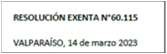 RESOLUCIÓN EXENTA N°60.115
VALPARAÍSO, 14 de marzo 2023